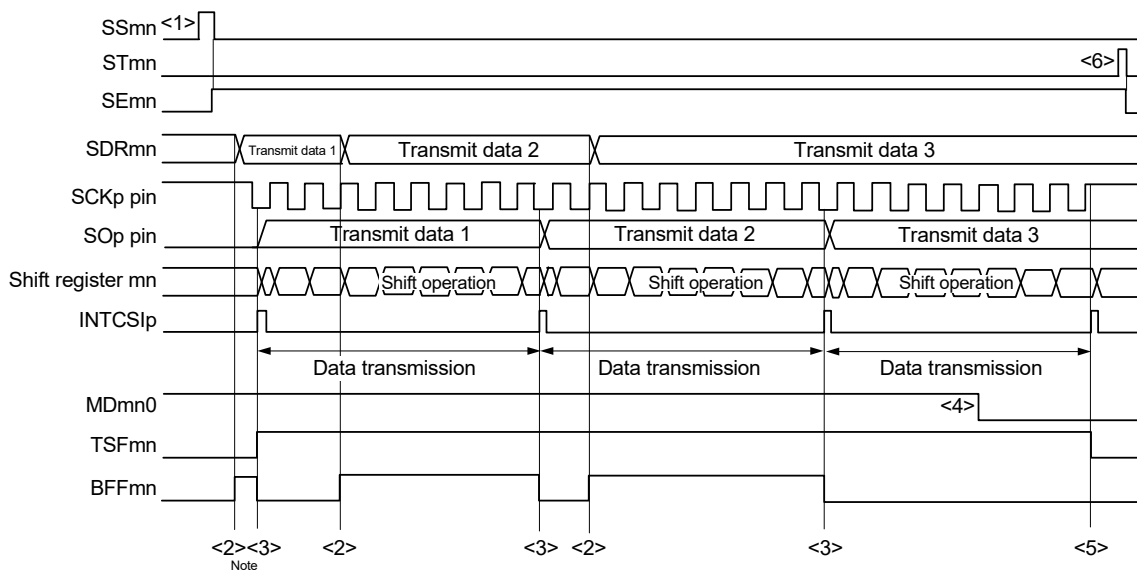 SSmn <1>
STmn <6>
SEmn
SDRmn Transmit data 1 Transmit data 2 Transmit data 3
SCKp pin
SOp pin Transmit data 1 Transmit data 2 Transmit data 3
Shift register mn Shift operation Shift operation Shift operation
INTCSIp
Data transmission Data transmission Data transmission
MDmn0 <4>
TSFmn
BFFmn
<2> <3> <2> <3> <2> <3> <5>
Note